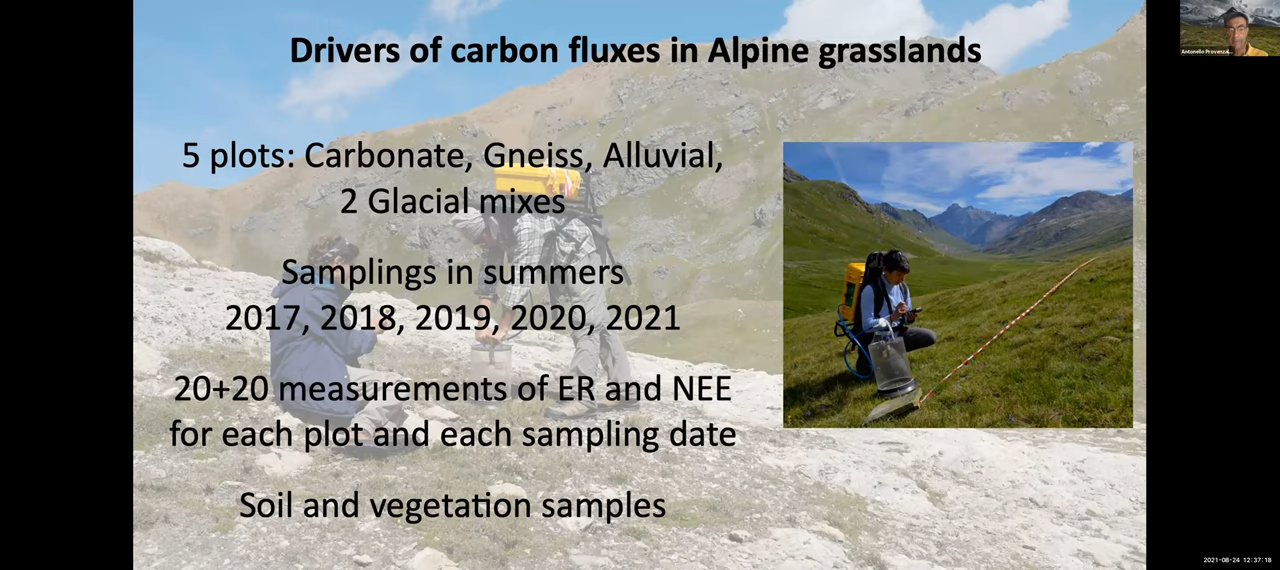 Drivers of carbon fluxes in Alpine grasslands
5 plots: Carbonate, Gneiss, Alluvial,
2 Glacial mixes
Samplings in summers
2017, 2018, 2019, 2020, 2021
20+20 measurements of ER and NEE
for each plot and each sampling date
Soil and vegetation samples
Antonello Provenzal...
2021-08-24 12:37:18